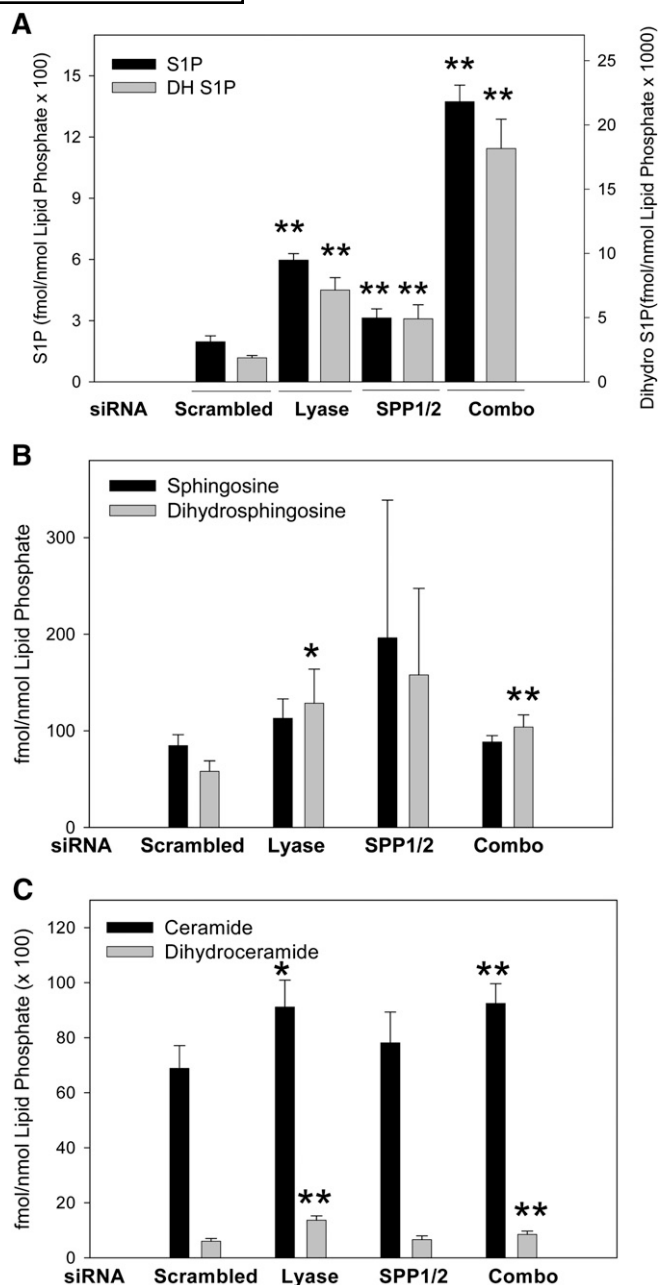 A
S1P (fmol/nmol Lipid Phosphate x 100)
15
12
9
6
3
0
S1P
DH S1P
** ** ** ** ** **
25
20
15
10
5
0
Dihydro S1P(fmol/nmol Lipid Phosphate x 1000)
siRNA Scrambled Lyase SPP1/2 Combo
B
fmol/nmol Lipid Phosphate
300
200
100
0
Sphingosine
Dihydrosphingosine
* **
siRNA Scrambled Lyase SPP1/2 Combo
C
fmol/nmol Lipid Phosphate (x 100)
120
100
80
60
40
20
0
Ceramide
Dihydroceramide
* **
** **
siRNA Scrambled Lyase SPP1/2 Combo